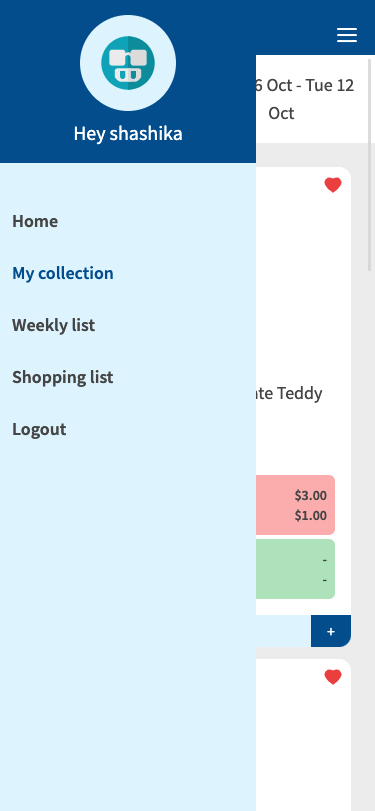 Hey shashika
Home
My collection
Weekly list
Shopping list
Logout
6 Oct - Tue 12
Oct
Teddy
$3.00
$1.00
-
-
+